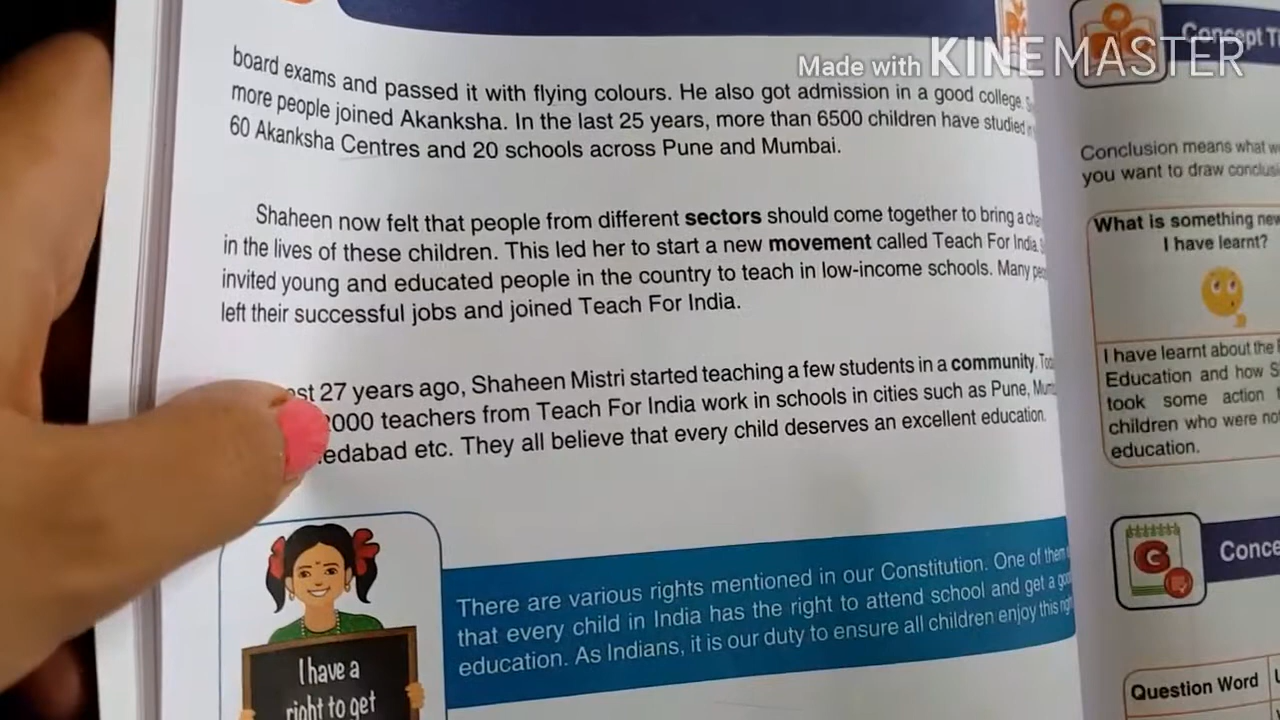 Made with KINEMASTER
board exams and passed it with flying colours. He also got admission in a good college.
more people joined Akanksha. In the last 25 years, more than 6500 children have studied
60 Akanksha Centres and 20 schools across Pune and Mumbai.
Shaheen now felt that people from different sectors should come together to bring a
in the lives of these children. This led her to start a new movement called Teach For India.
invited young and educated people in the country to teach in low-income schools. Many
left their successful jobs and joined Teach For India.
27 years ago, Shaheen Mistri started teaching a few students in a community.
teachers from Teach For India work in schools in cities such as Pune,
etc. They all believe that every child deserves an excellent education.
There are various rights mentioned in our Constitution. One of them
that every child in India has the right to attend school and get a
education. As Indians, it is our duty to ensure all children enjoy this
I have a
right to get
Concept
Conclusion means what
you want to draw
What is something new
I have learnt?
I have learnt about the
Education and how
took some action
children who were not
education.
Question Word